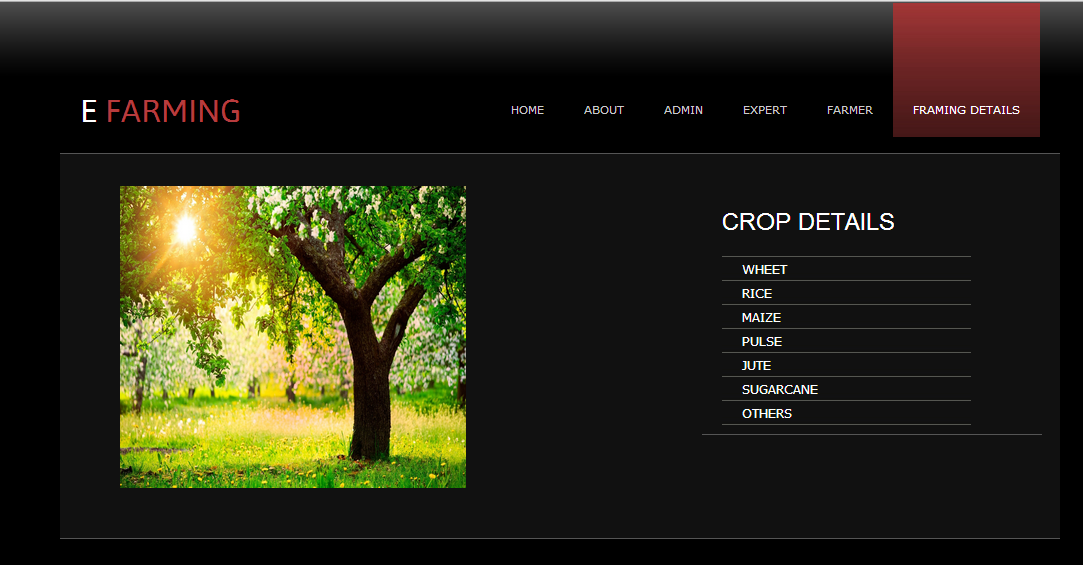 E FARMING
HOME ABOUT ADMIN EXPERT FARMER FRAMING DETAILS
CROP DETAILS
WHEET
RICE
MAIZE
PULSE
JUTE
SUGARCANE
OTHERS